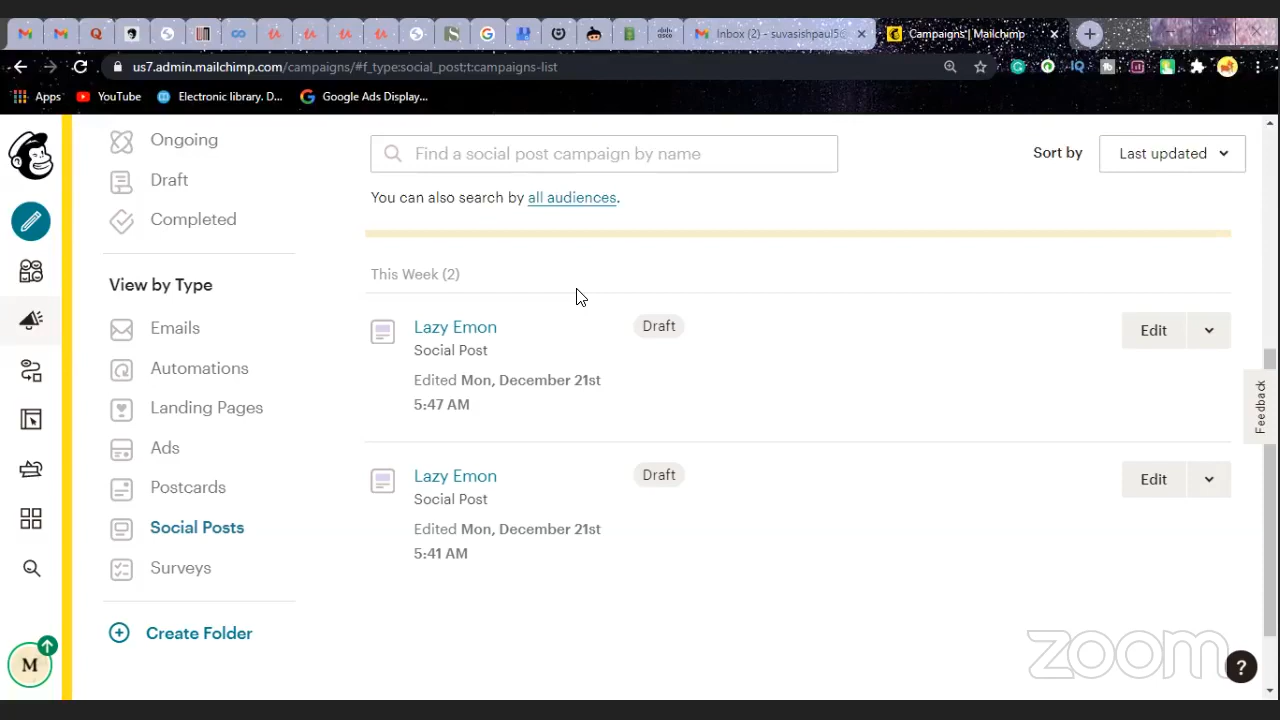 Inbox (2) - suvasishpaul5
Campaigns | Mailchimp
us7.admin.mailchimp.com/campaigns/#f_type:social_post;t:campaigns-list
Apps
YouTube
Electronic library. D...
Google Ads Display...
Ongoing
Draft
Completed
View by Type
Emails
Automations
Landing Pages
Ads
Postcards
Social Posts
Surveys
Create Folder
M
Find a social post campaign by name
Sort by
Last updated
You can also search by all audiences.
This Week (2)
Lazy Emon
Draft
Edit
Social Post
Edited Mon, December 21st
5:47 AM
Lazy Emon
Draft
Edit
Social Post
Edited Mon, December 21st
5:41 AM
Feedback
zoom
?